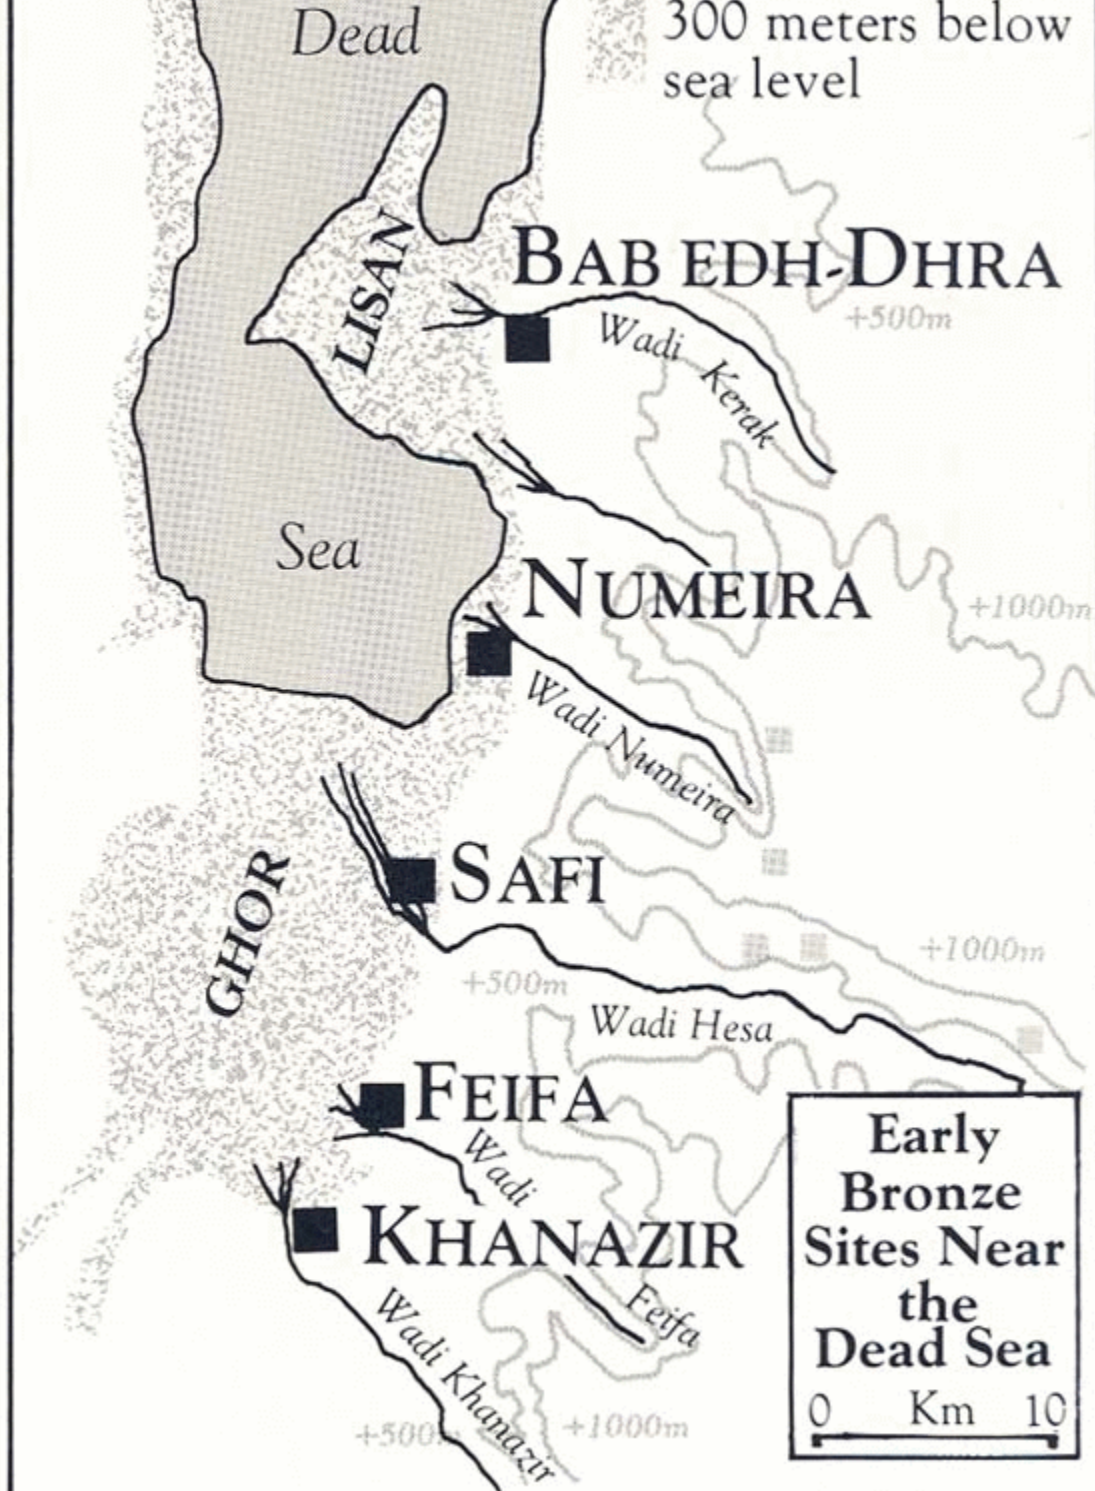 Dead
300 meters below
sea level
LISAN
BAB EDH-DHRA
+500m
Wadi Kerak
Sea
NUMEIRA
+1000m
Wadi Numeira
SAFI
GHOR
+1000m
+500m
Wadi Hesa
FEIFA
Wadi
KHANAZIR
Feifa
Wadi Khanazir
+500m
+1000m
Early
Bronze
Sites Near
the
Dead Sea
0 Km 10